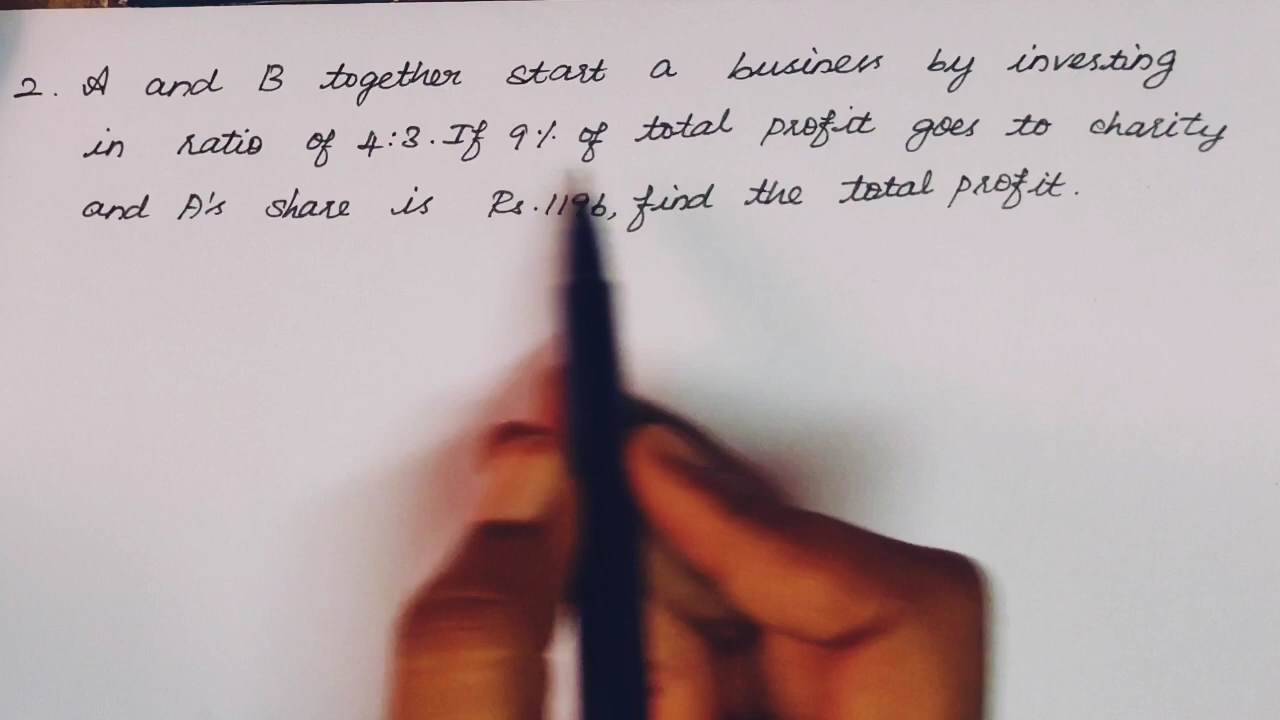 2. A and B together start a business by investing
in ratio of 4:3. If 9% of total profit goes to charity
and A's share is Rs. 1196, find the total profit.